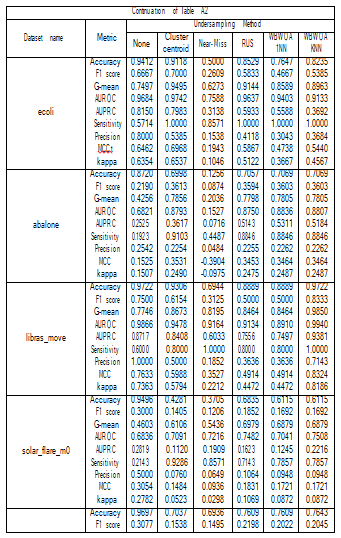 Continuation of Table A2
Dataset name Metric Undersampling Method
None Cluster centroid Near-Miss RUS WBWOA 1NN WBWOA KNN
ecoli
Accuracy 0.9412 0.9118 0.5000 0.8529 0.7647 0.8235
F1 score 0.6667 0.7000 0.2609 0.5833 0.4667 0.5385
G-mean 0.7497 0.9495 0.6273 0.9144 0.8589 0.8963
AUROC 0.9684 0.9742 0.7588 0.9637 0.9403 0.9133
AUPRC 0.8150 0.7983 0.3138 0.5933 0.5588 0.3692
Sensitivity 0.5714 1.0000 0.8571 1.0000 1.0000 1.0000
Precision 0.8000 0.5385 0.1538 0.4118 0.3043 0.3684
MCCs 0.6462 0.6968 0.1943 0.5867 0.4738 0.5440
kappa 0.6354 0.6537 0.1046 0.5122 0.3667 0.4567
abalone
Accuracy 0.8720 0.6998 0.1256 0.7057 0.7069 0.7069
F1 score 0.2190 0.3613 0.0874 0.3594 0.3603 0.3603
G-mean 0.4256 0.7856 0.2036 0.7798 0.7805 0.7805
AUROC 0.6821 0.8793 0.1527 0.8750 0.8836 0.8807
AUPRC 0.2525 0.3617 0.0716 0.5143 0.5311 0.5184
Sensitivity 0.1923 0.9103 0.4487 0.8846 0.8846 0.8846
Precision 0.2542 0.2254 0.0484 0.2255 0.2262 0.2262
MCC 0.1525 0.3531 -0.3904 0.3453 0.3464 0.3464
kappa 0.1507 0.2490 -0.0975 0.2475 0.2487 0.2487
libras_move
Accuracy 0.9722 0.9306 0.6944 0.8889 0.8889 0.9722
F1 score 0.7500 0.6154 0.3125 0.5000 0.5000 0.8333
G-mean 0.7746 0.8673 0.8195 0.8464 0.8464 0.9850
AUROC 0.9866 0.9478 0.9164 0.9134 0.8910 0.9940
AUPRC 0.8717 0.8408 0.6033 0.7556 0.7497 0.9381
Sensitivity 0.6000 0.8000 1.0000 0.8000 0.8000 1.0000
Precision 1.0000 0.5000 0.1852 0.3636 0.3636 0.7143
MCC 0.7633 0.5988 0.3527 0.4914 0.4914 0.8324
kappa 0.7363 0.5794 0.2212 0.4472 0.4472 0.8186
solar_flare_m0
Accuracy 0.9496 0.4281 0.3705 0.6835 0.6115 0.6115
F1 score 0.3000 0.1405 0.1206 0.1852 0.1692 0.1692
G-mean 0.4603 0.6106 0.5436 0.6979 0.6879 0.6879
AUROC 0.6836 0.7091 0.7216 0.7482 0.7041 0.7508
AUPRC 0.2819 0.1120 0.1909 0.1623 0.1245 0.2216
Sensitivity 0.2143 0.9286 0.8571 0.7143 0.7857 0.7857
Precision 0.5000 0.0760 0.0649 0.1064 0.0948 0.0948
MCC 0.3054 0.1484 0.0936 0.1831 0.1721 0.1721
kappa 0.2782 0.0523 0.0298 0.1069 0.0872 0.0872
Accuracy 0.9697 0.7037 0.6936 0.7609 0.7609 0.7643
F1 score 0.3077 0.1538 0.1495 0.2198 0.2022 0.2045